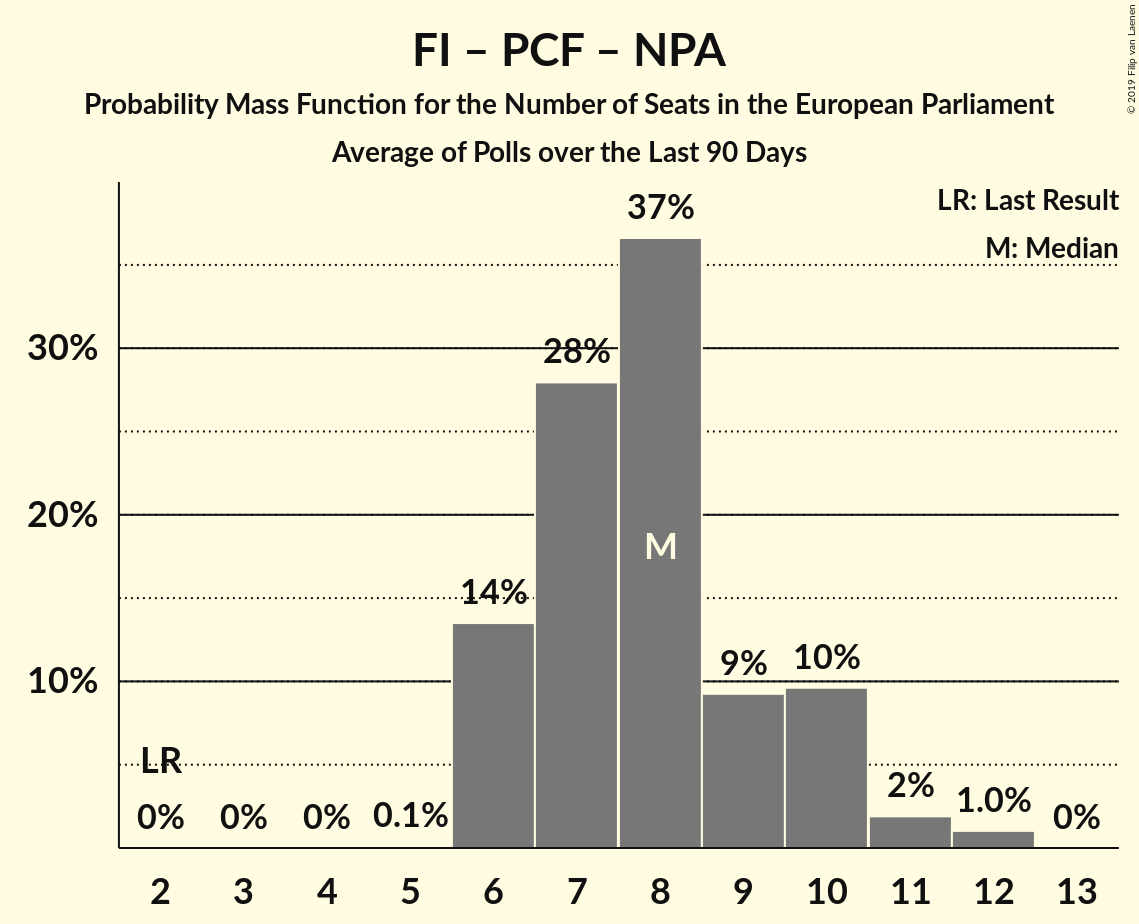 FI – PCF – NPA
Probability Mass Function for the Number of Seats in the European Parliament
Average of Polls over the Last 90 Days
© 2019 Filip van Laenen
LR: Last Result
M: Median
37%
30%
28%
20%
M
14%
10%
9%
10%
LR
0%
0%
0%
0.1%
2%
1.0%
0%
2 3 4 5 6 7 8 9 10 11 12 13